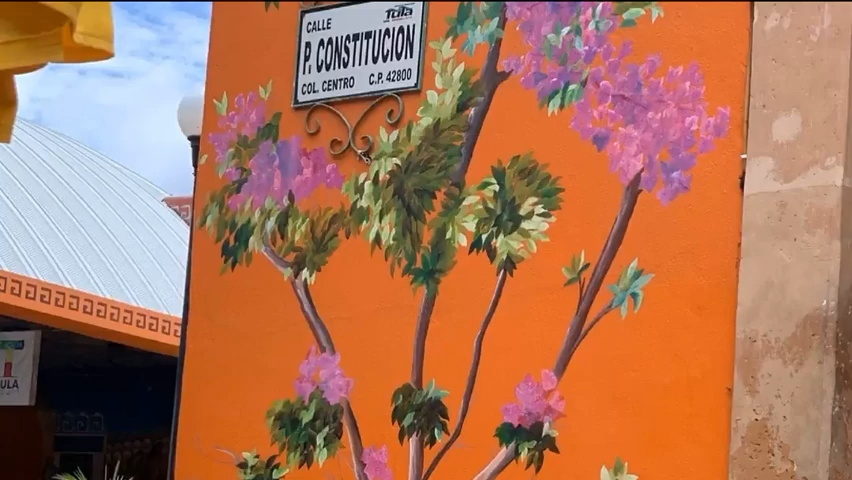 CALLE
Tula
P. CONSTITUCION
COL. CENTRO C.P. 42800
ULA